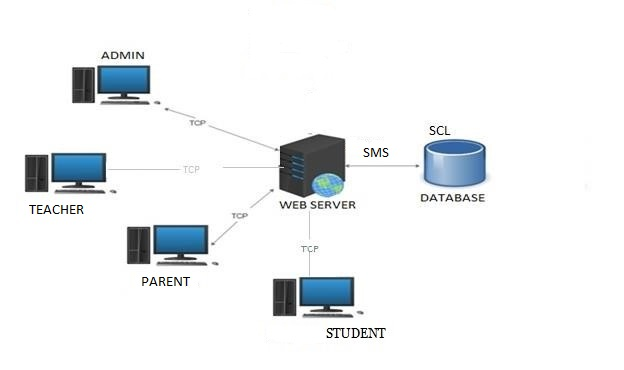 ADMIN
TCP
SCL
SMS
TCP
DATABASE
WEB SERVER
TEACHER
TCP
TCP
PARENT
STUDENT